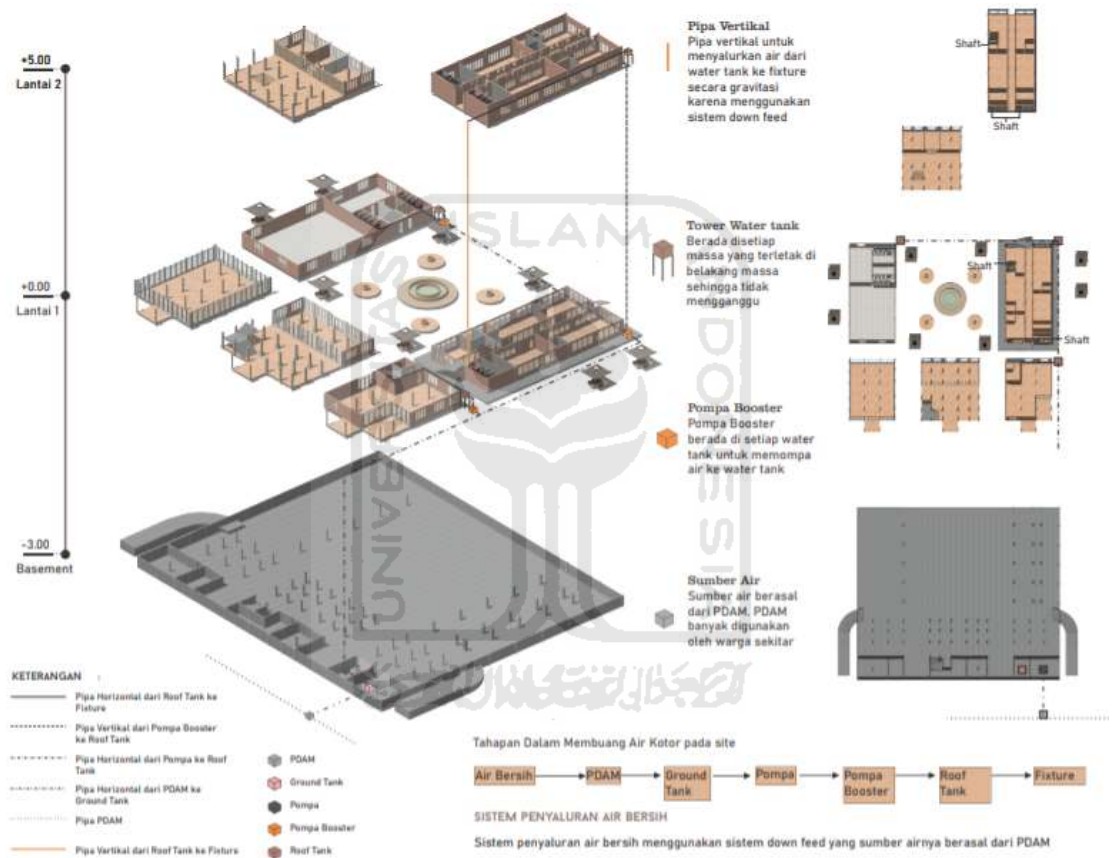 +5.00
Lantai 2
+0.00
Lantai 1
-3.00
Basement
Pipa Vertikal
Pipa vertikal untuk
menyalurkan air dari
water tank ke fixture
secara gravitasi
karena menggunakan
sistem down feed
Tower Water tank
Berada disetiap
massa yang terletak di
belakang massa
sehingga tidak
mengganggu
Pompa Booster
Pompa Booster
berada di setiap water
tank untuk memompa
air ke water tank
Sumber Air
Sumber air berasal
dari PDAM. PDAM
banyak digunakan
oleh warga sekitar
Shaft
Shaft
Shaft
Shaft
UNIVERSITAS
ISLAM
INDONESIA
KETERANGAN :
Pipa Horizontal dari Roof Tank ke
Fixture
Pipa Vertikal dari Pompa Booster
ke Roof Tank
Pipa Horizontal dari Pompa ke Roof
Tank
Pipa Horizontal dari PDAM ke
Ground Tank
Pipa PDAM
Pipa Vertikal dari Roof Tank ke Fixture
PDAM
Ground Tank
Pompa
Pompa Booster
Roof Tank
Tahapan Dalam Membuang Air Kotor pada site
Air Bersih
PDAM
Ground
Tank
Pompa
Pompa
Booster
Roof
Tank
Fixture
SISTEM PENYALURAN AIR BERSIH
Sistem penyaluran air bersih menggunakan sistem down feed yang sumber airnya berasal dari PDAM